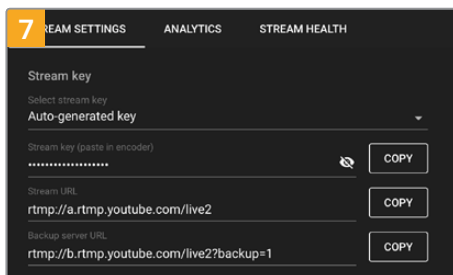 7
REAM SETTINGS ANALYTICS STREAM HEALTH
Stream key
Select stream key
Auto-generated key
Stream key (paste in encoder)
•••••••••••••••••••
COPY
Stream URL
rtmp://a.rtmp.youtube.com/live2
COPY
Backup server URL
rtmp://b.rtmp.youtube.com/live2?backup=1
COPY